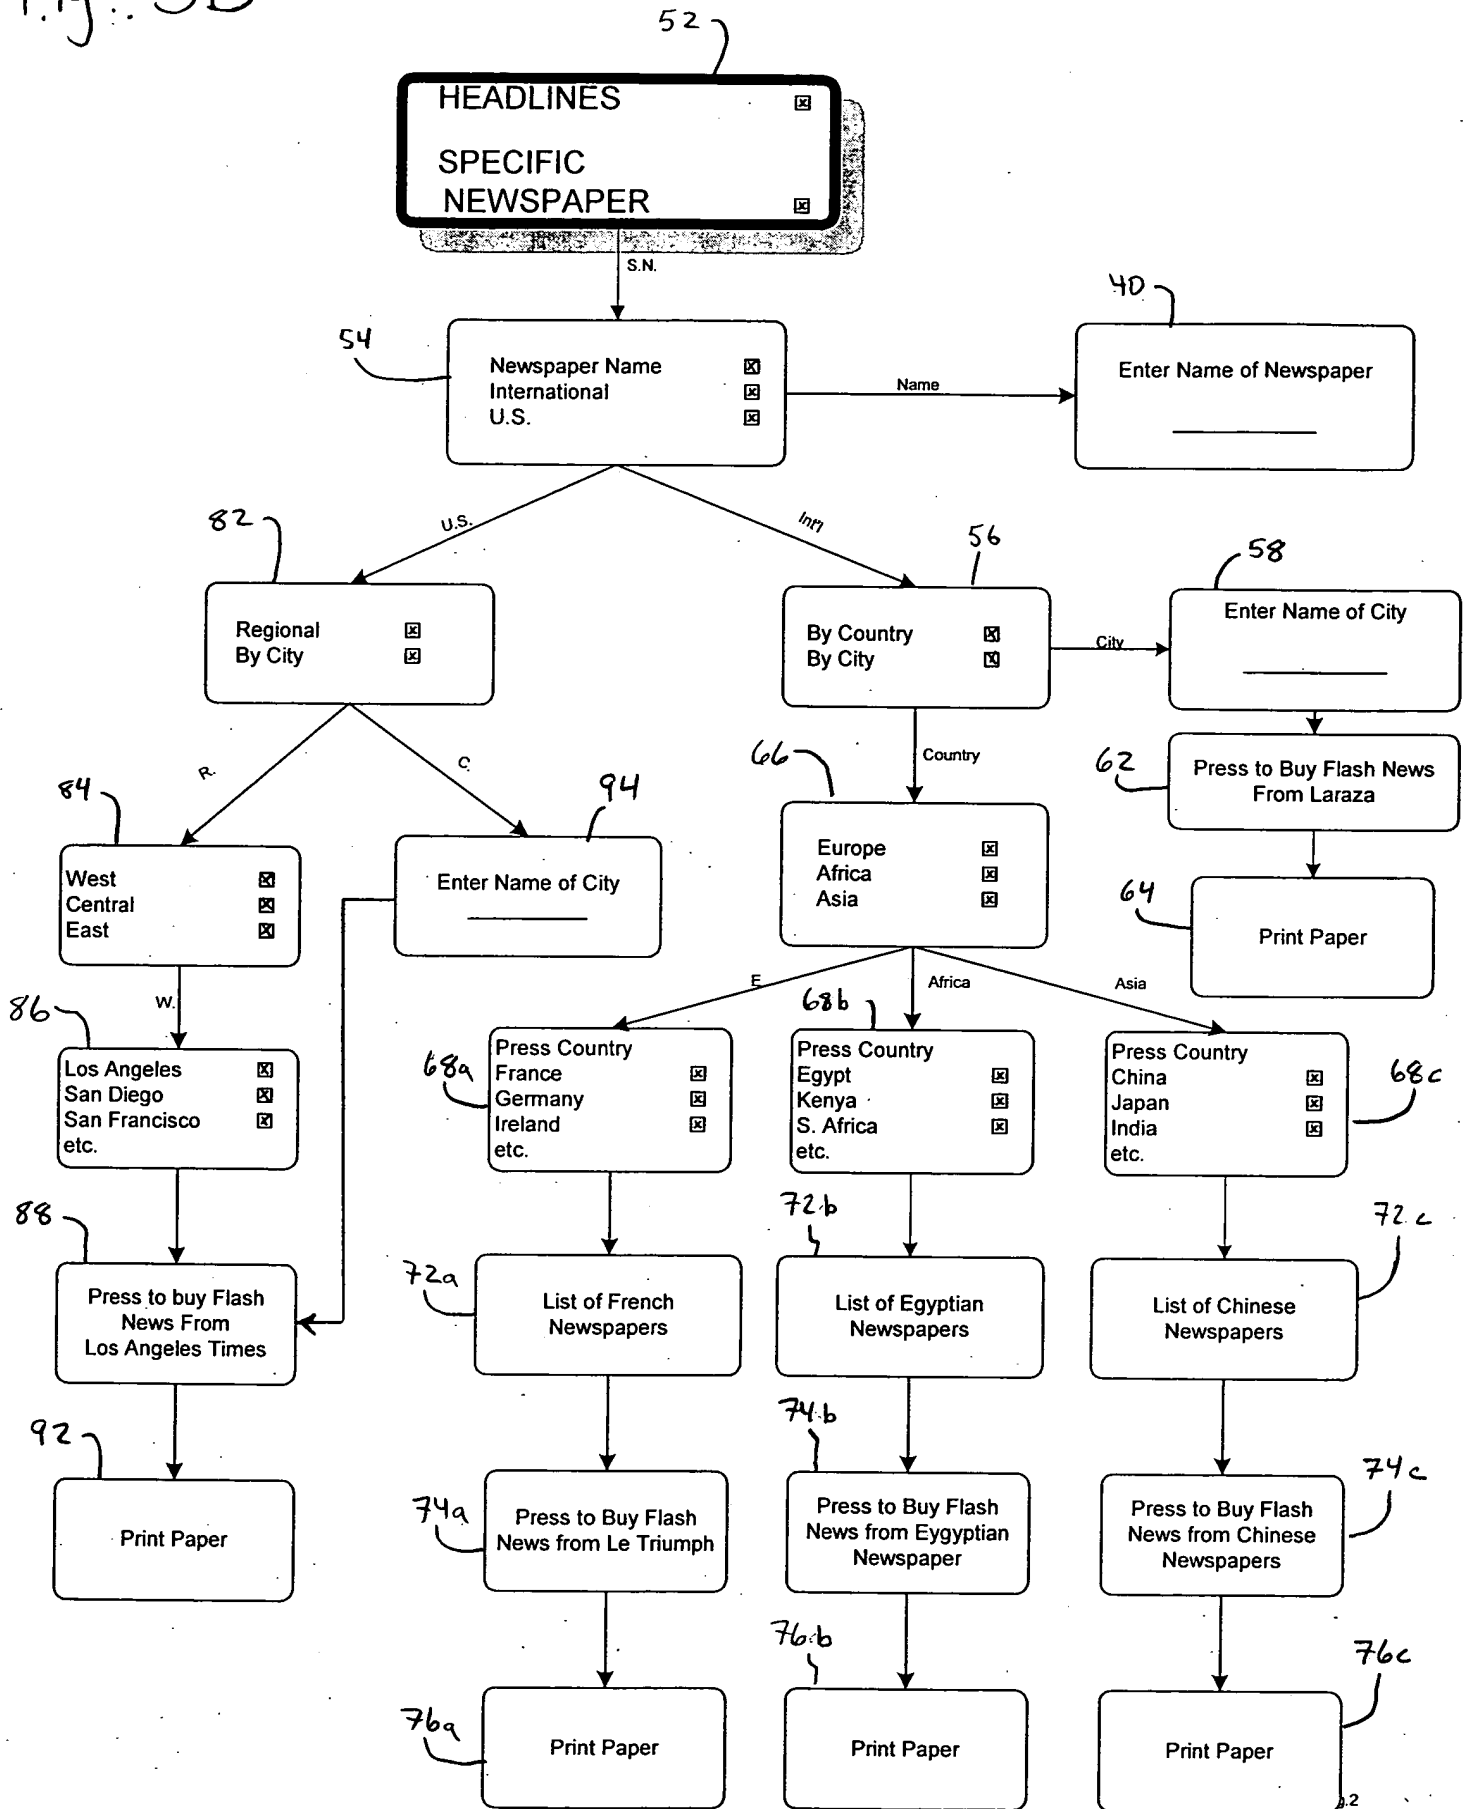 Fig. 3B
52
HEADLINES
SPECIFIC
NEWSPAPER
S.N.
40
54
Newspaper Name
International
U.S.
Name
Enter Name of Newspaper
82
U.S.
Int'l
56
58
Regional
By City
By Country
By City
City
Enter Name of City
R.
C.
66
Country
62
Press to Buy Flash News
From Laraza
84
94
West
Central
East
Enter Name of City
Europe
Africa
Asia
64
Print Paper
86
W.
E
68b
Africa
Asia
Los Angeles
San Diego
San Francisco
etc.
68a
Press Country
France
Germany
Ireland
etc.
Press Country
Egypt
Kenya
S. Africa
etc.
Press Country
China
Japan
India
etc.
68c
88
72a
72b
72c
Press to buy Flash
News From
Los Angeles Times
List of French
Newspapers
List of Egyptian
Newspapers
List of Chinese
Newspapers
92
74a
74b
74c
Print Paper
Press to Buy Flash
News from Le Triumph
Press to Buy Flash
News from Eygyptian
Newspaper
Press to Buy Flash
News from Chinese
Newspapers
76a
76b
76c
Print Paper
Print Paper
Print Paper